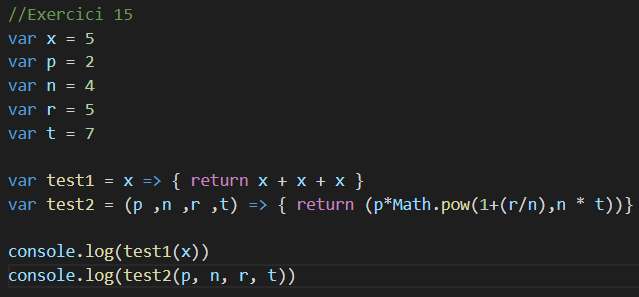 //Exercici 15
var x = 5
var p = 2
var n = 4
var r = 5
var t = 7
var test1 = x => { return x + x + x }
var test2 = (p ,n ,r ,t) => { return (p*Math.pow(1+(r/n),n * t))}
console.log(test1(x))
console.log(test2(p, n, r, t))